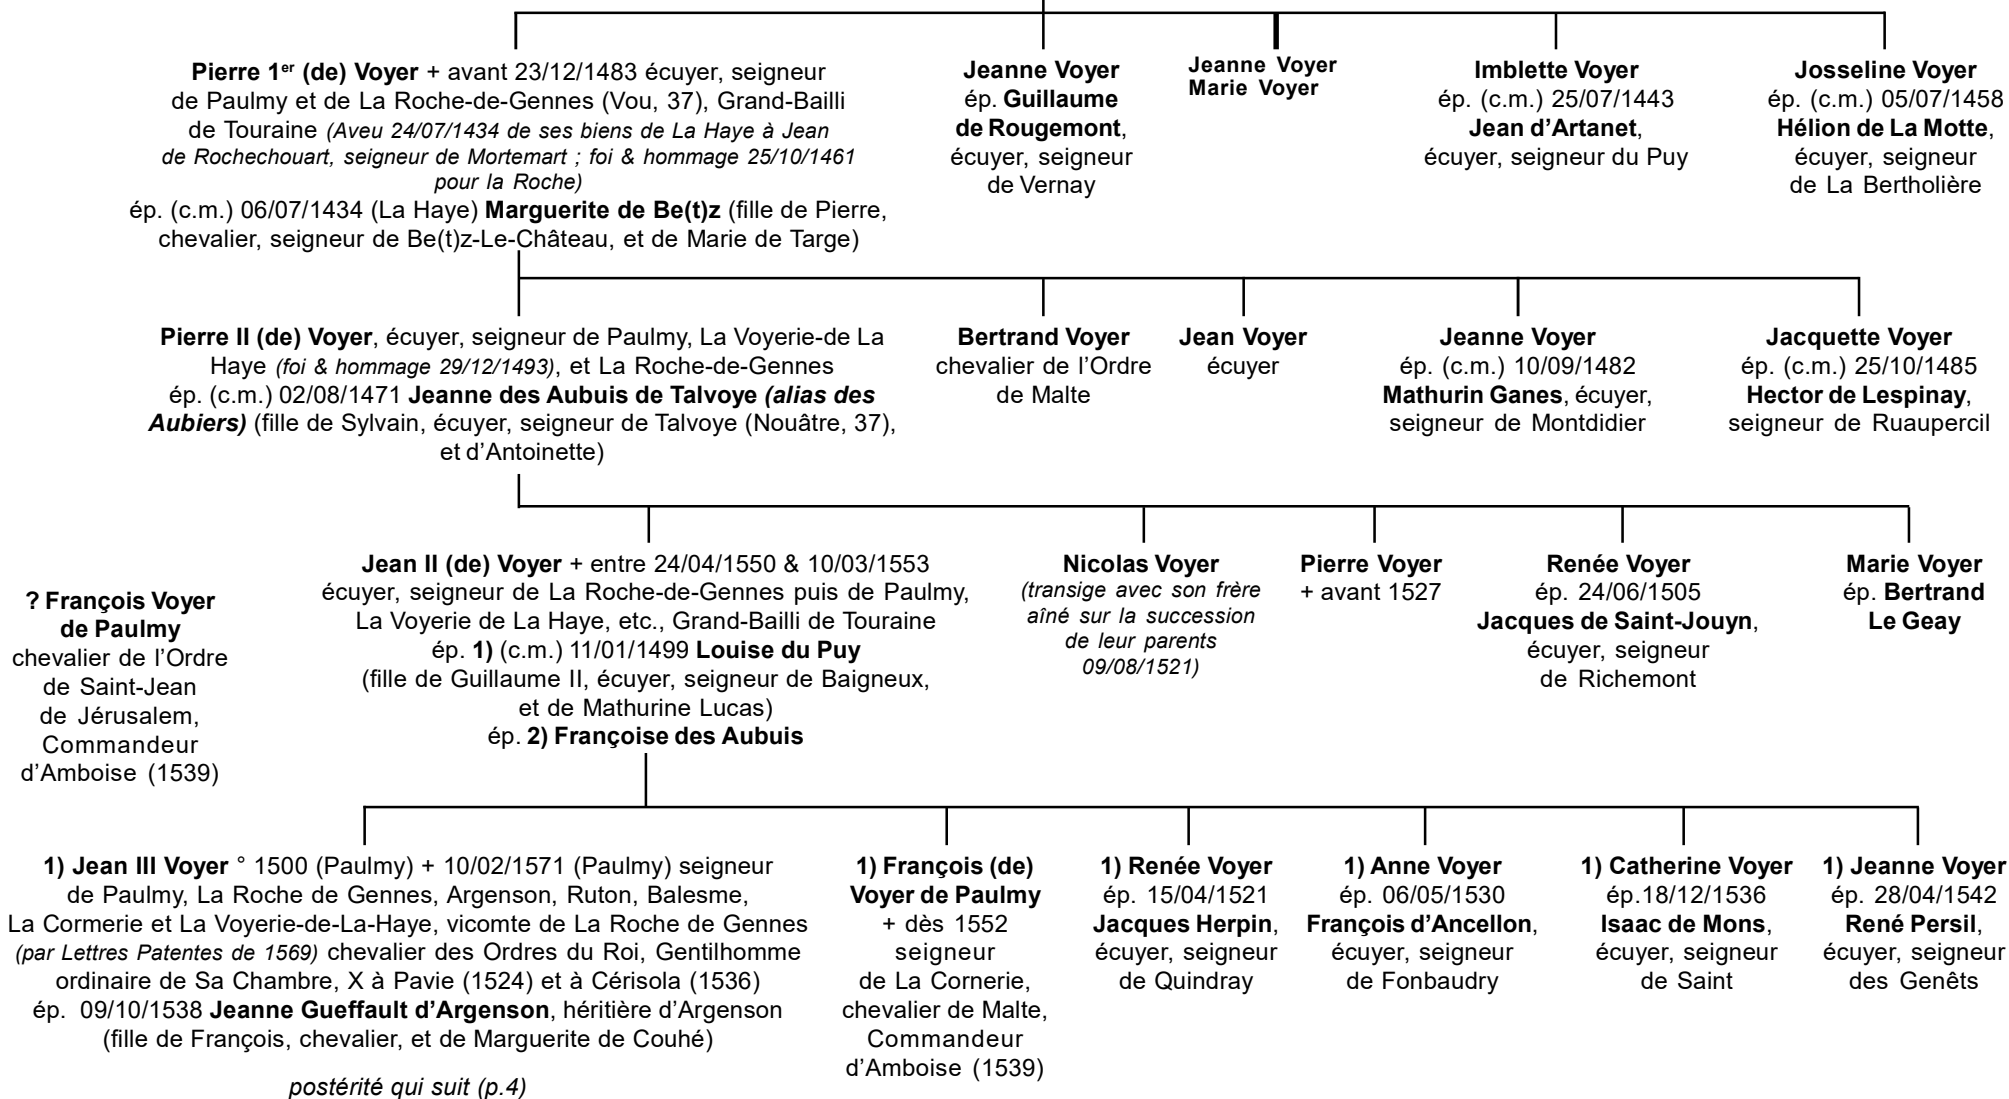 Pierre 1er (de) Voyer + avant 23/12/1483 écuyer, seigneur
de Paulmy et de La Roche-de-Gennes (Vou, 37), Grand-Bailli
de Touraine (Aveu 24/07/1434 de ses biens de La Haye à Jean
de Rochechouart, seigneur de Mortemart ; foi & hommage 25/10/1461
pour la Roche)
ép. (c.m.) 06/07/1434 (La Haye) Marguerite de Be(t)z (fille de Pierre,
chevalier, seigneur de Be(t)z-Le-Château, et de Marie de Targe)
Jeanne Voyer
ép. Guillaume
de Rougemont,
écuyer, seigneur
de Vernay
Jeanne Voyer
Marie Voyer
Imblette Voyer
ép. (c.m.) 25/07/1443
Jean d'Artanet,
écuyer, seigneur du Puy
Josseline Voyer
ép. (c.m.) 05/07/1458
Hélion de La Motte,
écuyer, seigneur
de La Bertholière
Pierre II (de) Voyer, écuyer, seigneur de Paulmy, La Voyerie-de La
Haye (foi & hommage 29/12/1493), et La Roche-de-Gennes
ép. (c.m.) 02/08/1471 Jeanne des Aubuis de Talvoye (alias des
Aubiers) (fille de Sylvain, écuyer, seigneur de Talvoye (Nouâtre, 37),
et d'Antoinette)
Bertrand Voyer
chevalier de l'Ordre
de Malte
Jean Voyer
écuyer
Jeanne Voyer
ép. (c.m.) 10/09/1482
Mathurin Ganes, écuyer,
seigneur de Montdidier
Jacquette Voyer
ép. (c.m.) 25/10/1485
Hector de Lespinay,
seigneur de Ruaupercil
? François Voyer
de Paulmy
chevalier de l'Ordre
de Saint-Jean
de Jérusalem,
Commandeur
d'Amboise (1539)
Jean II (de) Voyer + entre 24/04/1550 & 10/03/1553
écuyer, seigneur de La Roche-de-Gennes puis de Paulmy,
La Voyerie de La Haye, etc., Grand-Bailli de Touraine
ép. 1) (c.m.) 11/01/1499 Louise du Puy
(fille de Guillaume II, écuyer, seigneur de Baigneux,
et de Mathurine Lucas)
ép. 2) Françoise des Aubuis
Nicolas Voyer
(transige avec son frère
aîné sur la succession
de leur parents
09/08/1521)
Pierre Voyer
+ avant 1527
Renée Voyer
ép. 24/06/1505
Jacques de Saint-Jouyn,
écuyer, seigneur
de Richemont
Marie Voyer
ép. Bertrand
Le Geay
1) Jean III Voyer ° 1500 (Paulmy) + 10/02/1571 (Paulmy) seigneur
de Paulmy, La Roche de Gennes, Argenson, Ruton, Balesme,
La Cormerie et La Voyerie-de-La-Haye, vicomte de La Roche de Gennes
(par Lettres Patentes de 1569) chevalier des Ordres du Roi, Gentilhomme
ordinaire de Sa Chambre, X à Pavie (1524) et à Cérisola (1536)
ép. 09/10/1538 Jeanne Gueffault d'Argenson, héritière d'Argenson
(fille de François, chevalier, et de Marguerite de Couhé)
postérité qui suit (p.4)
1) François (de)
Voyer de Paulmy
+ dès 1552
seigneur
de La Cornerie,
chevalier de Malte,
Commandeur
d'Amboise (1539)
1) Renée Voyer
ép. 15/04/1521
Jacques Herpin,
écuyer, seigneur
de Quindray
1) Anne Voyer
ép. 06/05/1530
François d'Ancellon,
écuyer, seigneur
de Fonbaudry
1) Catherine Voyer
ép.18/12/1536
Isaac de Mons,
écuyer, seigneur
de Saint
1) Jeanne Voyer
ép. 28/04/1542
René Persil,
écuyer, seigneur
des Genêts